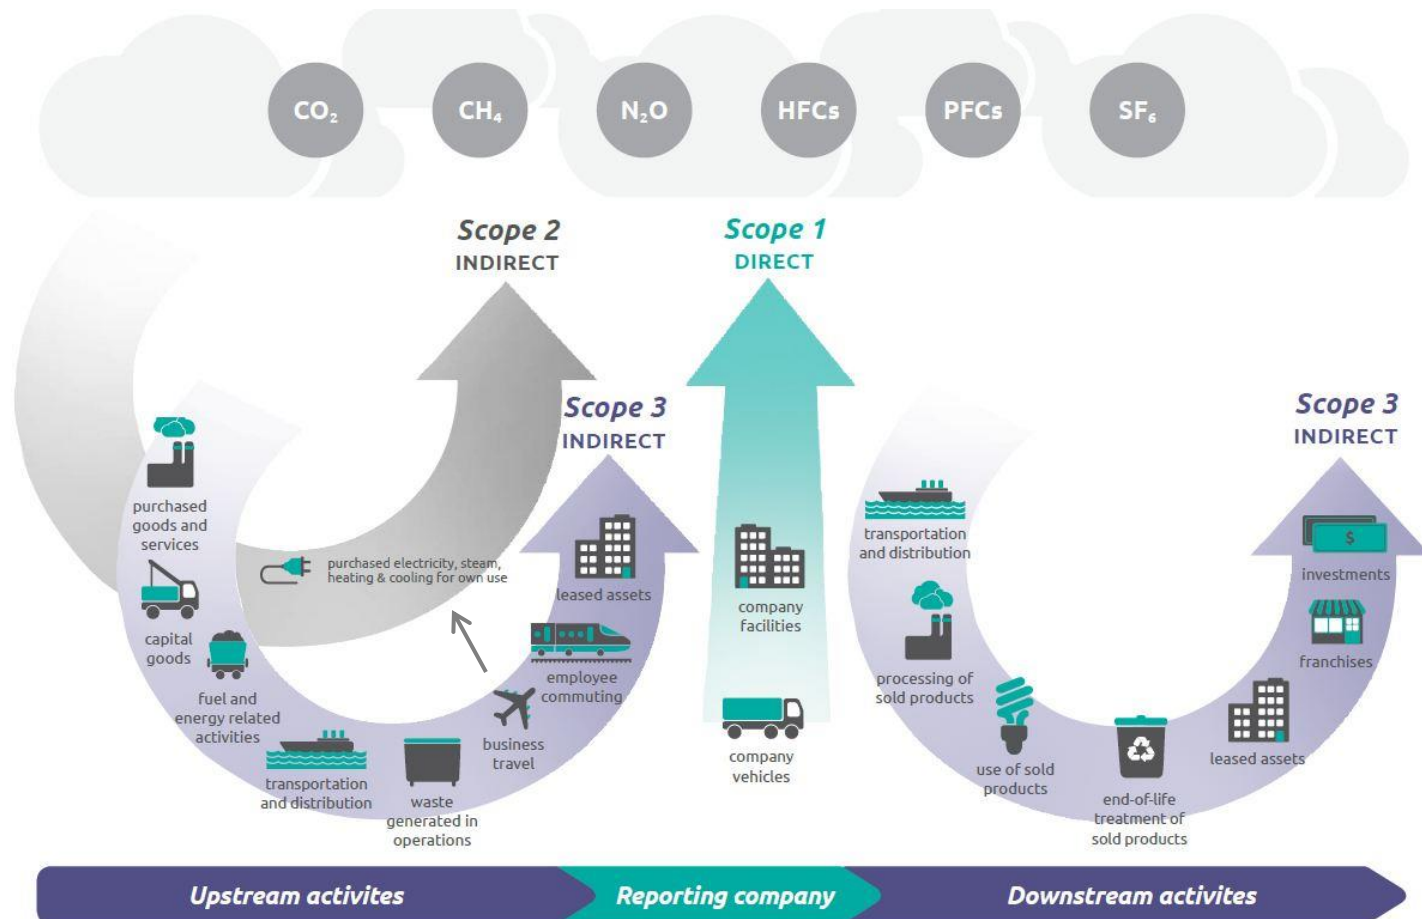 CO₂
CH₄
N₂O
HFCs
PFCs
SF₆
Scope 2
INDIRECT
Scope 1
DIRECT
Scope 3
INDIRECT
Scope 3
INDIRECT
purchased
goods and
services
capital
goods
fuel and
energy related
activities
transportation
and distribution
waste
generated in
operations
business
travel
employee
commuting
leased assets
purchased electricity, steam,
heating & cooling for own use
company
facilities
company
vehicles
transportation
and distribution
processing of
sold products
use of sold
products
end-of-life
treatment of
sold products
leased assets
franchises
investments
$
Upstream activites
Reporting company
Downstream activites